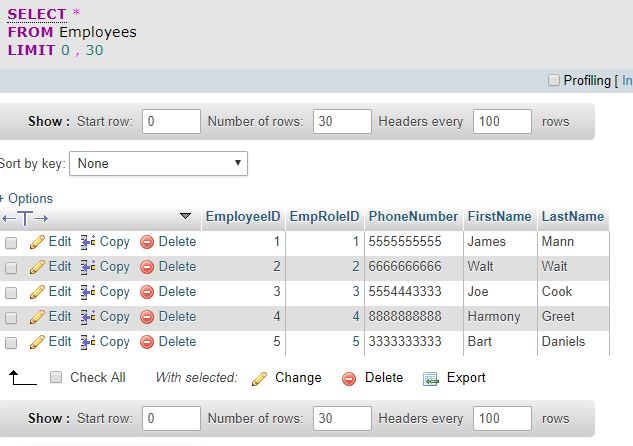 SELECT *
FROM Employees
LIMIT 0 , 30
Profiling [ In
Show : Start row: 0 Number of rows: 30 Headers every 100 rows
Sort by key: None
+ Options
EmployeeID EmpRoleID PhoneNumber FirstName LastName
Edit Copy Delete 1 1 5555555555 James Mann
Edit Copy Delete 2 2 6666666666 Walt Wait
Edit Copy Delete 3 3 5554443333 Joe Cook
Edit Copy Delete 4 4 8888888888 Harmony Greet
Edit Copy Delete 5 5 3333333333 Bart Daniels
Check All With selected: Change Delete Export
Show : Start row: 0 Number of rows: 30 Headers every 100 rows